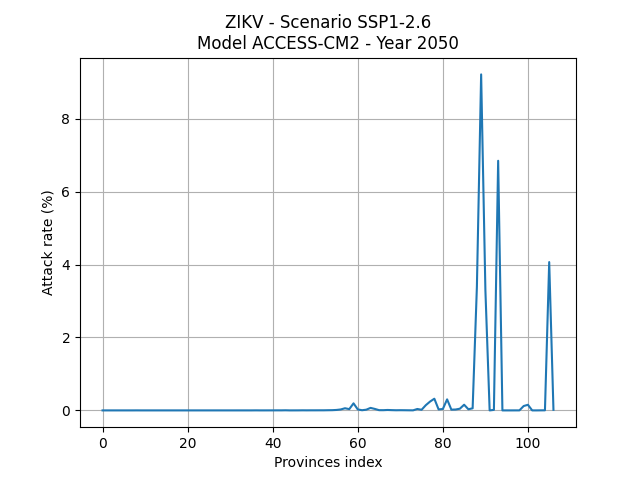 ZIKV - Scenario SSP1-2.6
Model ACCESS-CM2 - Year 2050
Attack rate (%)
8
6
4
2
0
0 20 40 60 80 100
Provinces index